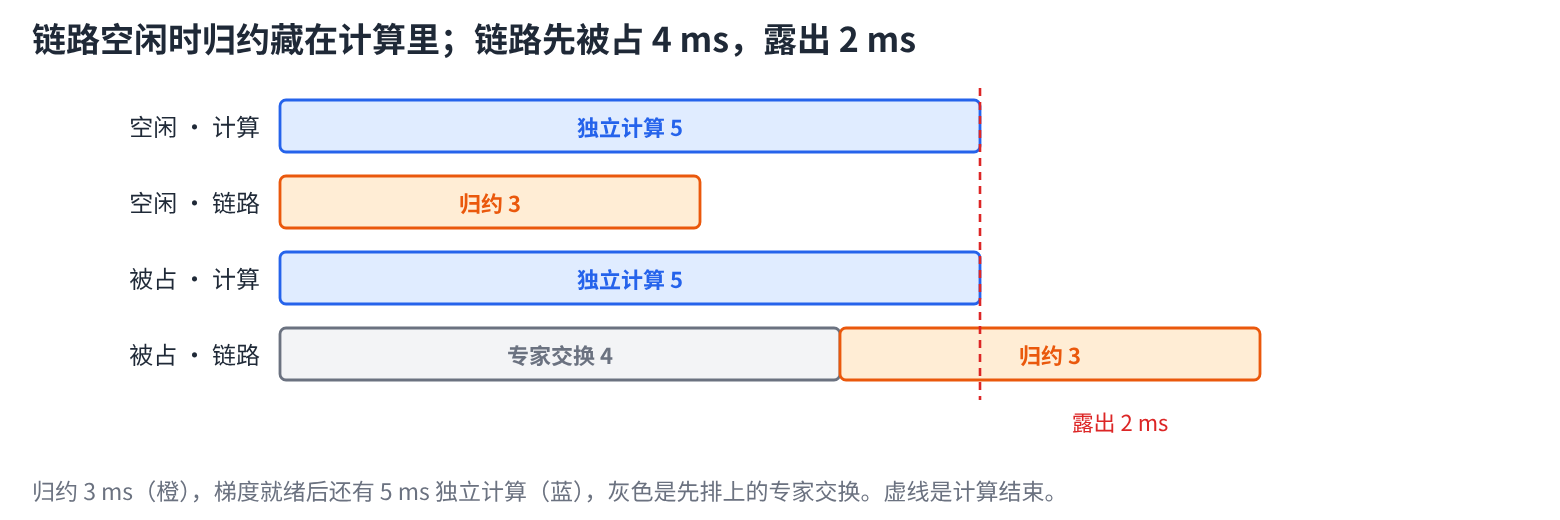 链路空闲时归约藏在计算里；链路先被占 4 ms，露出 2 ms
空闲 · 计算
独立计算 5
空闲 · 链路
归约 3
被占 · 计算
独立计算 5
被占 · 链路
专家交换 4
归约 3
露出 2 ms
归约 3 ms（橙），梯度就绪后还有 5 ms 独立计算（蓝），灰色是先排上的专家交换。虚线是计算结束。